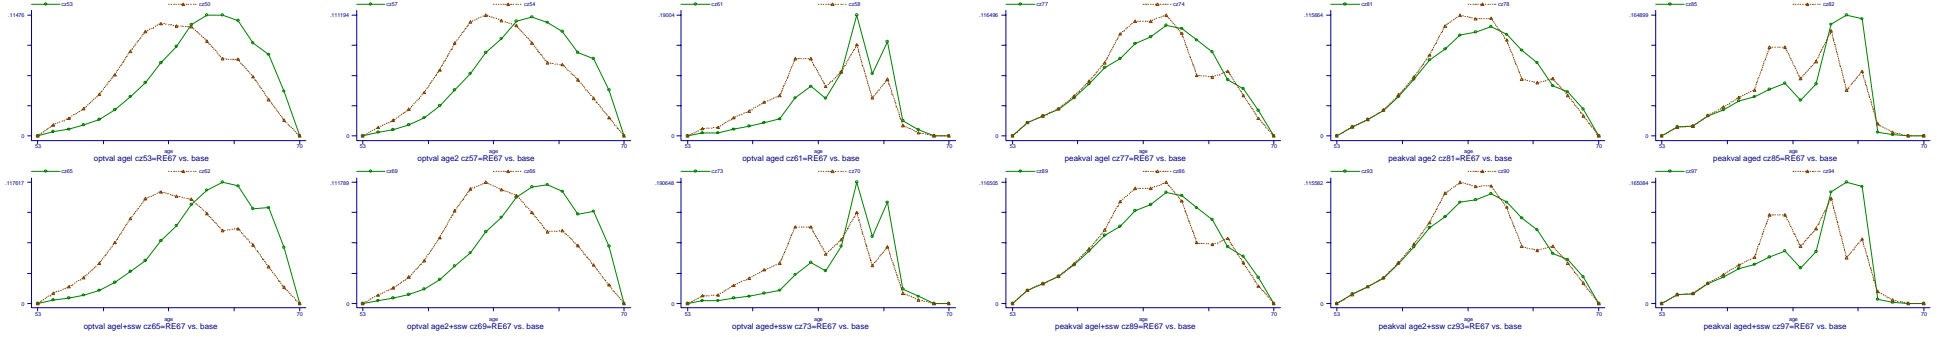 cz53 cz50
.11476
0
53 70
age
optval agel cz53=RE67 vs. base
cz57 cz54
.111194
0
53 70
age
optval age2 cz57=RE67 vs. base
cz61 cz58
.19004
0
53 70
age
optval aged cz61=RE67 vs. base
cz77 cz74
.116496
0
53 70
age
peakval agel cz77=RE67 vs. base
cz81 cz78
.115864
0
53 70
age
peakval age2 cz81=RE67 vs. base
cz85 cz82
.164899
0
53 70
age
peakval aged cz85=RE67 vs. base
cz65 cz62
.117617
0
53 70
age
optval agel+ssw cz65=RE67 vs. base
cz69 cz66
.111789
0
53 70
age
optval age2+ssw cz69=RE67 vs. base
cz73 cz70
.190648
0
53 70
age
optval aged+ssw cz73=RE67 vs. base
cz89 cz86
.116505
0
53 70
age
peakval agel+ssw cz89=RE67 vs. base
cz93 cz90
.115582
0
53 70
age
peakval age2+ssw cz93=RE67 vs. base
cz97 cz94
.165084
0
53 70
age
peakval aged+ssw cz97=RE67 vs. base